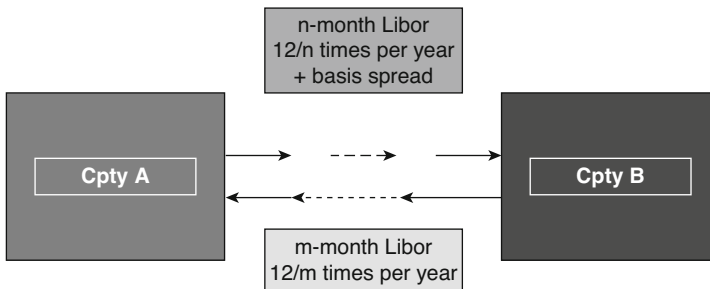 n-month Libor
12/n times per year
+ basis spread
Cpty A
Cpty B
m-month Libor
12/m times per year